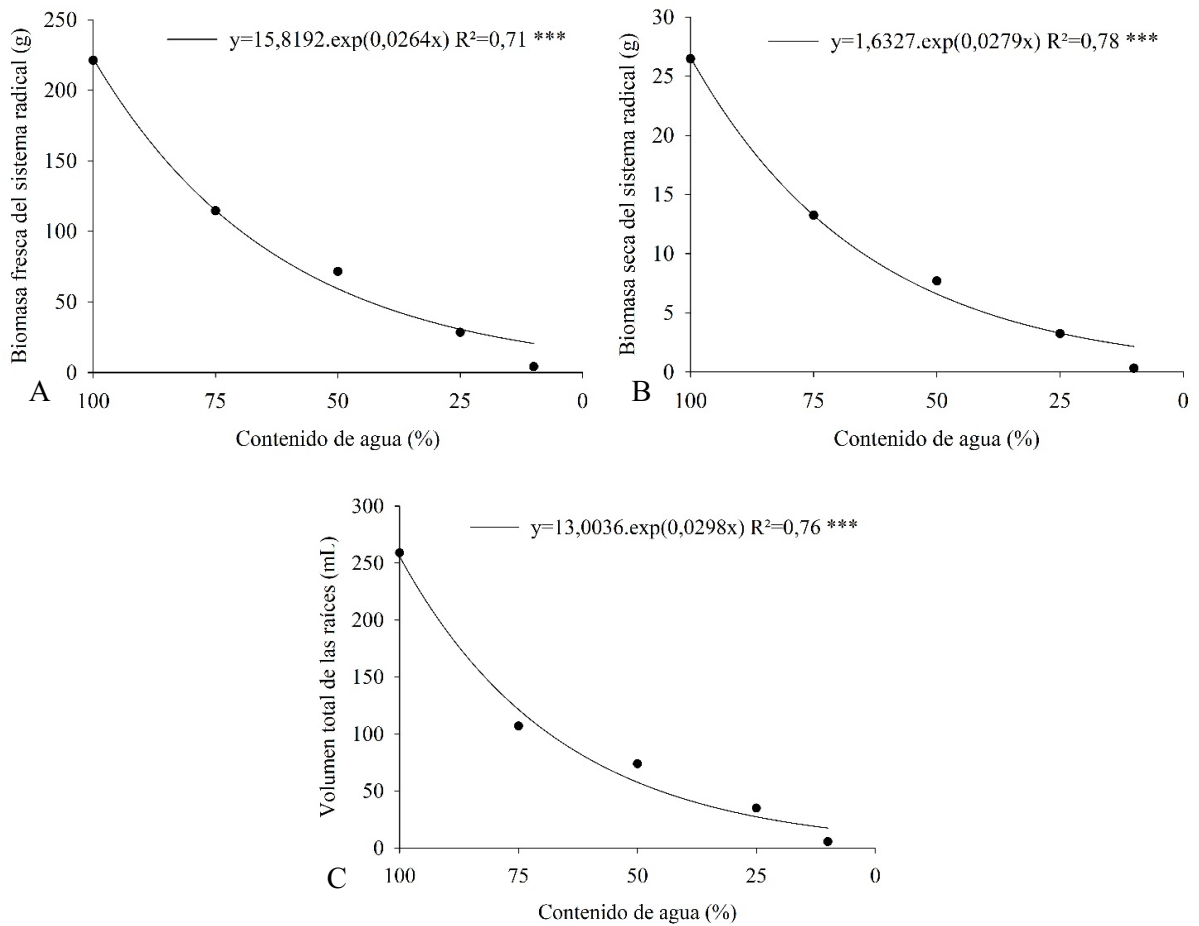 y=15,8192.exp(0,0264x) R²=0,71 ***
Biomasa fresca del sistema radical (g)
250
200
150
100
50
0
100 75 50 25 0
Contenido de agua (%)
A
y=1,6327.exp(0,0279x) R²=0,78 ***
Biomasa seca del sistema radical (g)
30
25
20
15
10
5
0
100 75 50 25 0
Contenido de agua (%)
B
y=13,0036.exp(0,0298x) R²=0,76 ***
Volumen total de las raíces (mL)
300
250
200
150
100
50
0
100 75 50 25 0
Contenido de agua (%)
C